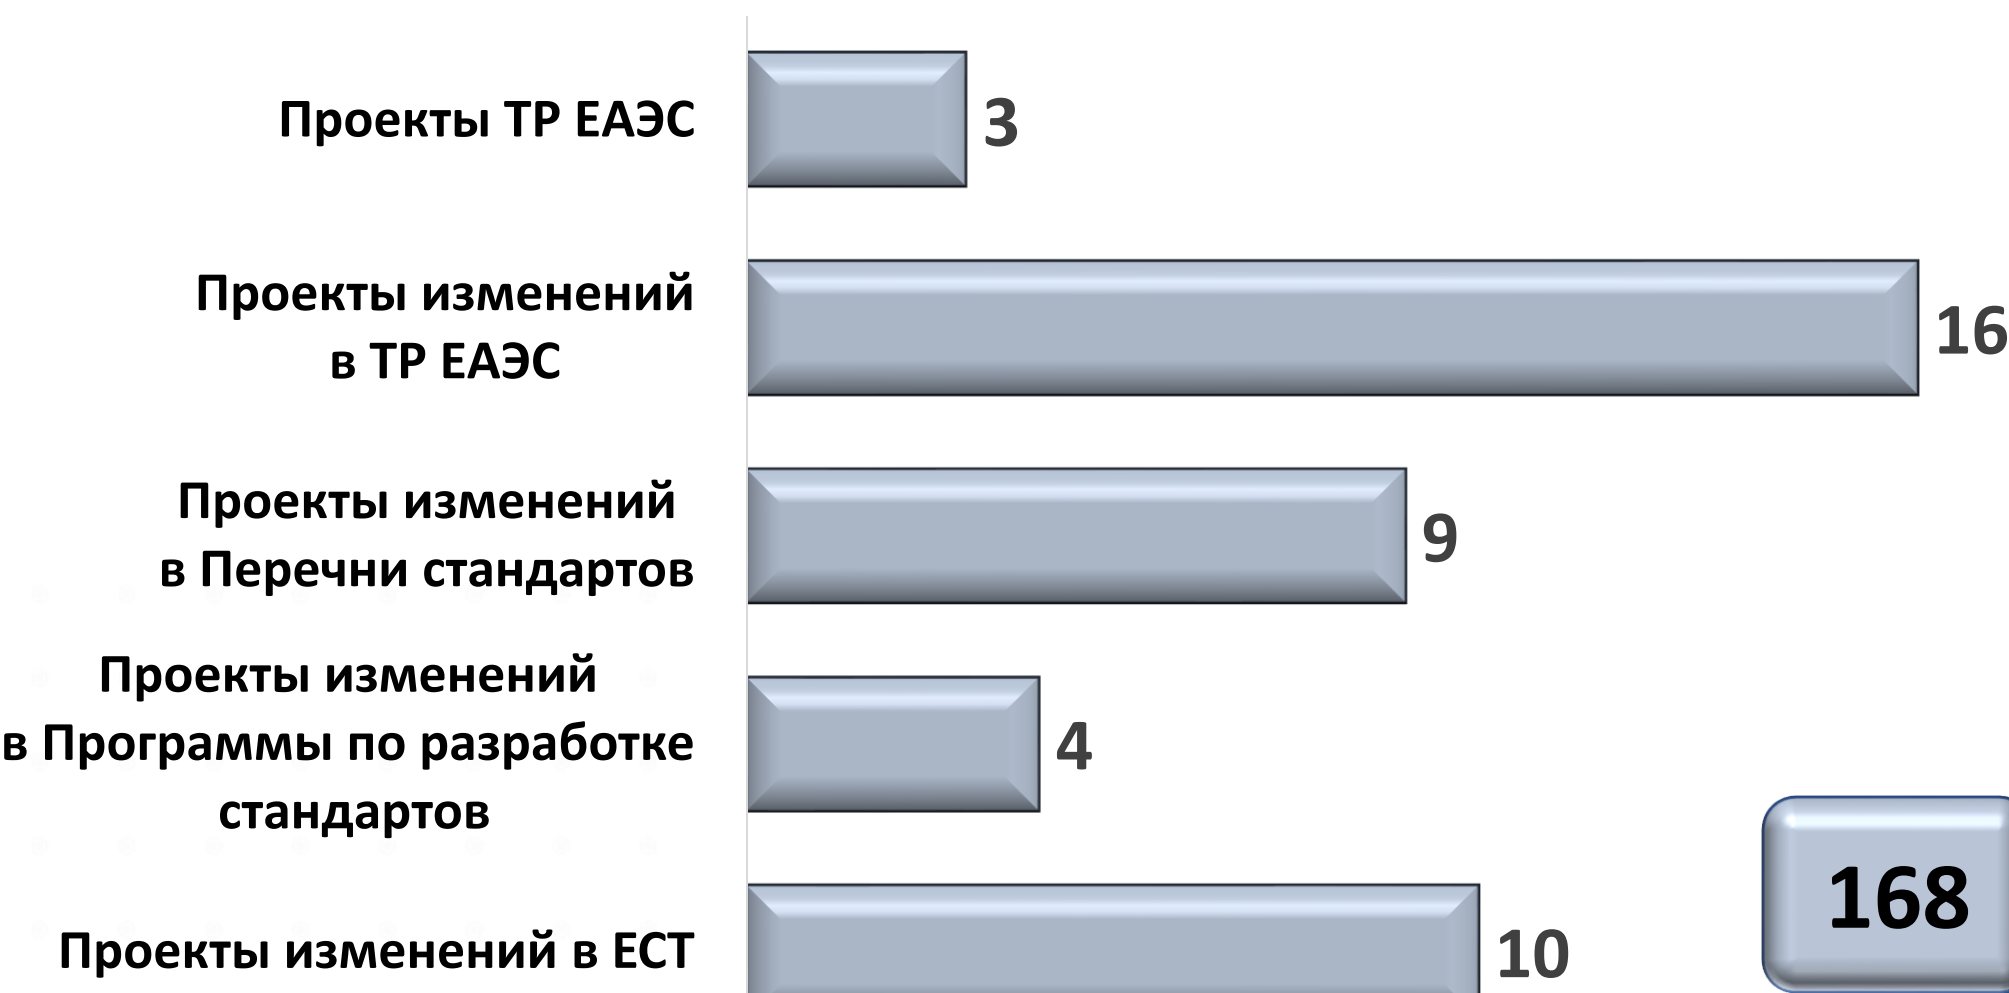 Проекты ТР ЕАЭС
3
Проекты изменений
в ТР ЕАЭС
16
Проекты изменений
в Перечни стандартов
9
Проекты изменений
в Программы по разработке
стандартов
4
Проекты изменений в ЕСТ
10
168